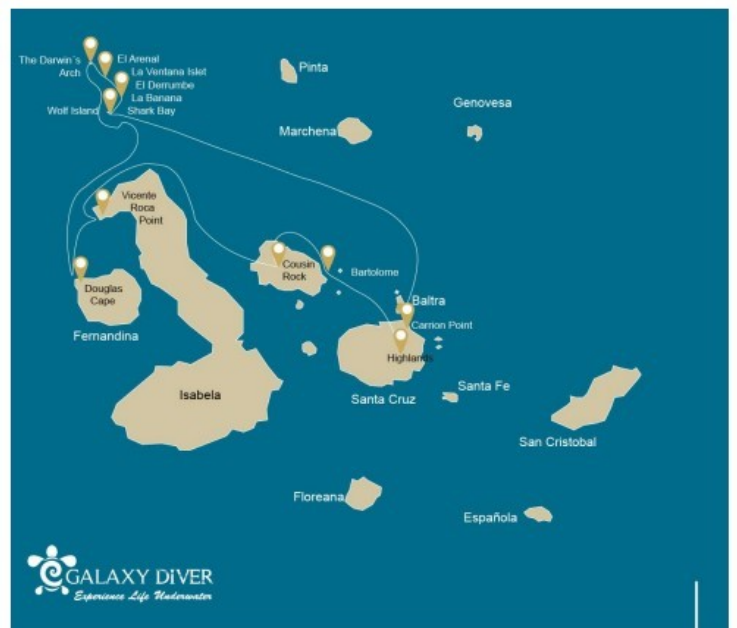 The Darwin´s
Arch
El Arenal
La Ventana Islet
El Derrumbe
La Banana
Wolf Island
Shark Bay
Pinta
Genovesa
Marchena
Vicente
Roca
Point
Cousin
Rock
Bartolome
Douglas
Cape
Baltra
Carrion Point
Fernandina
Highlands
Isabela
Santa Cruz
Santa Fe
San Cristobal
Floreana
Española
GALAXY DIVER
Experience Life Underwater